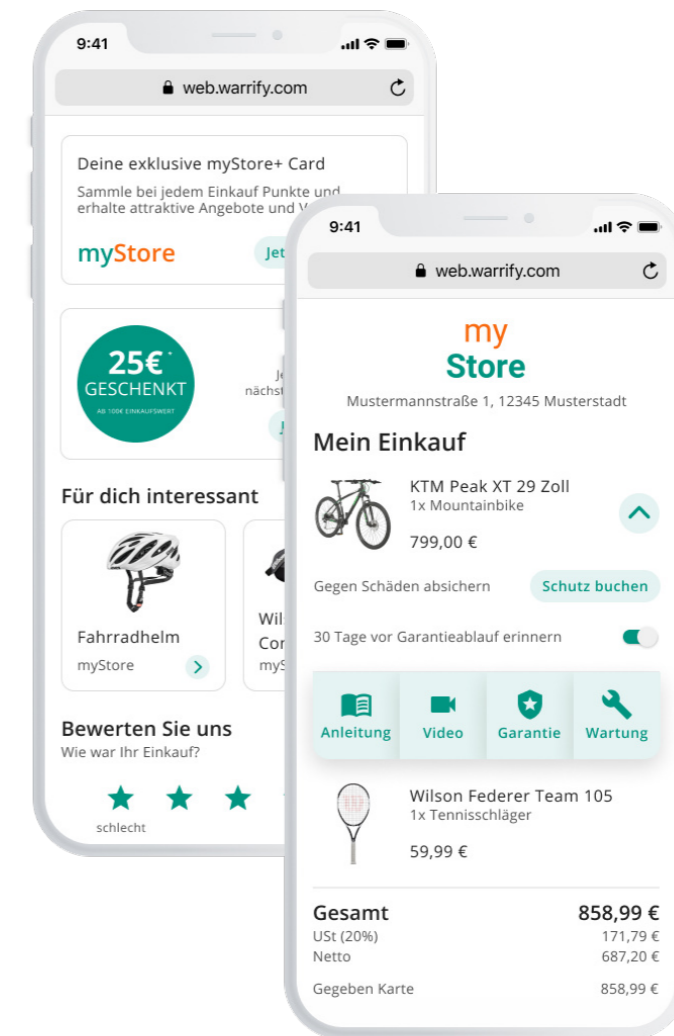 9:41
web.warrify.com
Deine exklusive myStore+ Card
Sammle bei jedem Einkauf Punkte und
erhalte attraktive Angebote und
myStore
25€*
GESCHENKT
AB 100€ EINKAUFSWERT
Für dich interessant
Fahrradhelm
myStore
Bewerten Sie uns
Wie war Ihr Einkauf?
schlecht
9:41
web.warrify.com
my
Store
Mustermannstraße 1, 12345 Musterstadt
Mein Einkauf
KTM Peak XT 29 Zoll
1x Mountainbike
799,00 €
Gegen Schäden absichern Schutz buchen
30 Tage vor Garantieablauf erinnern
Anleitung Video Garantie Wartung
Wilson Federer Team 105
1x Tennisschläger
59,99 €
Gesamt 858,99 €
USt (20%) 171,79 €
Netto 687,20 €
Gegeben Karte 858,99 €